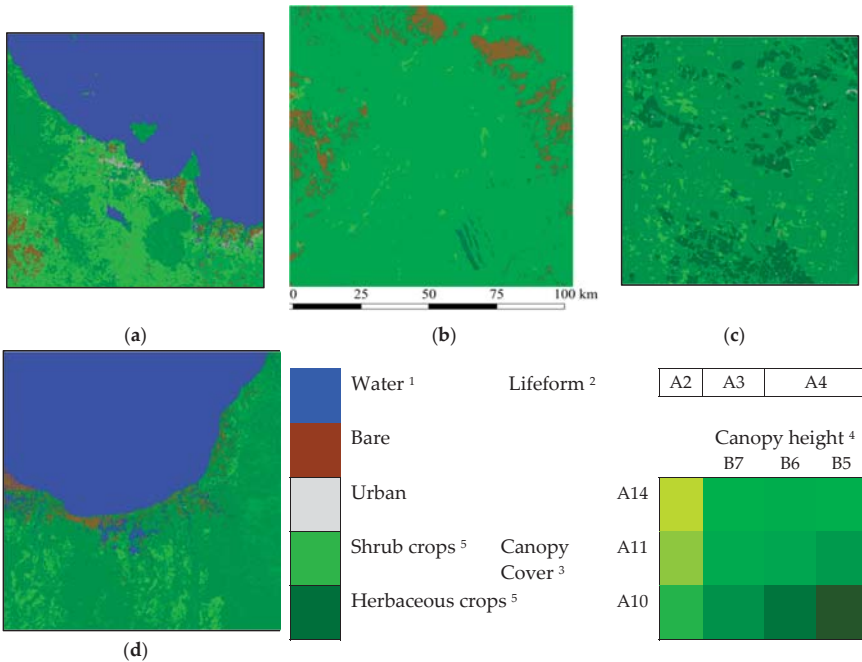 0 25 50 75 100 km
(a) (b) (c)
Water ¹ Lifeform ² A2 A3 A4
Bare Canopy height ⁴
B7 B6 B5
Urban A14
Shrub crops ⁵ Canopy Cover ³ A11
Herbaceous crops ⁵ A10
(d)